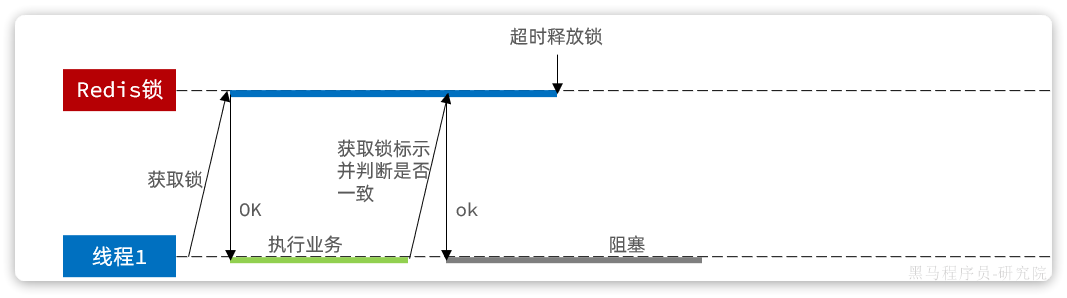 超时释放锁
Redis锁
获取锁标示
并判断是否
一致
获取锁
OK
ok
执行业务
阻塞
线程1
黑马程序员-研究院